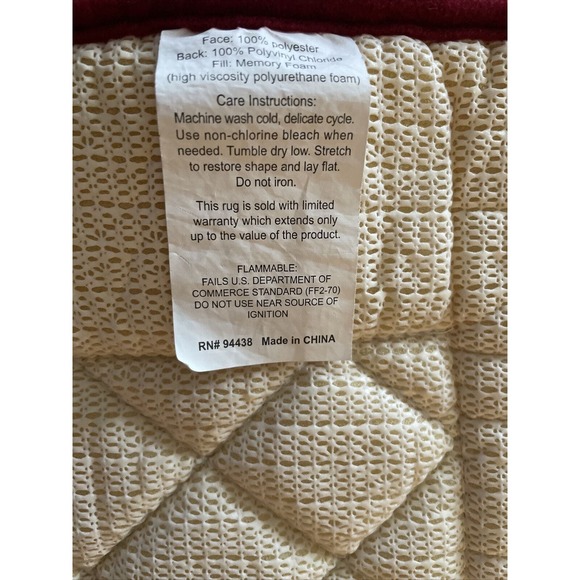 Face: 100% polyester
Back: 100% Polyvinyl Chloride
Fill: Memory Foam
(high viscosity polyurethane foam)
Care Instructions:
Machine wash cold, delicate cycle.
Use non-chlorine bleach when
needed. Tumble dry low. Stretch
to restore shape and lay flat.
Do not iron.
This rug is sold with limited
warranty which extends only
up to the value of the product.
FLAMMABLE:
FAILS U.S. DEPARTMENT OF
COMMERCE STANDARD (FF2-70)
DO NOT USE NEAR SOURCE OF
IGNITION
RN# 94438 Made in CHINA